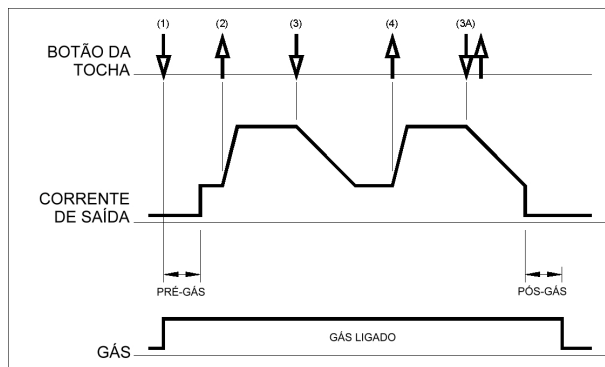 (1) (2) (3) (4) (3A)
BOTÃO DA
TOCHA
CORRENTE
DE SAÍDA
PRÉ-GÁS PÓS-GÁS
GÁS LIGADO
GÁS